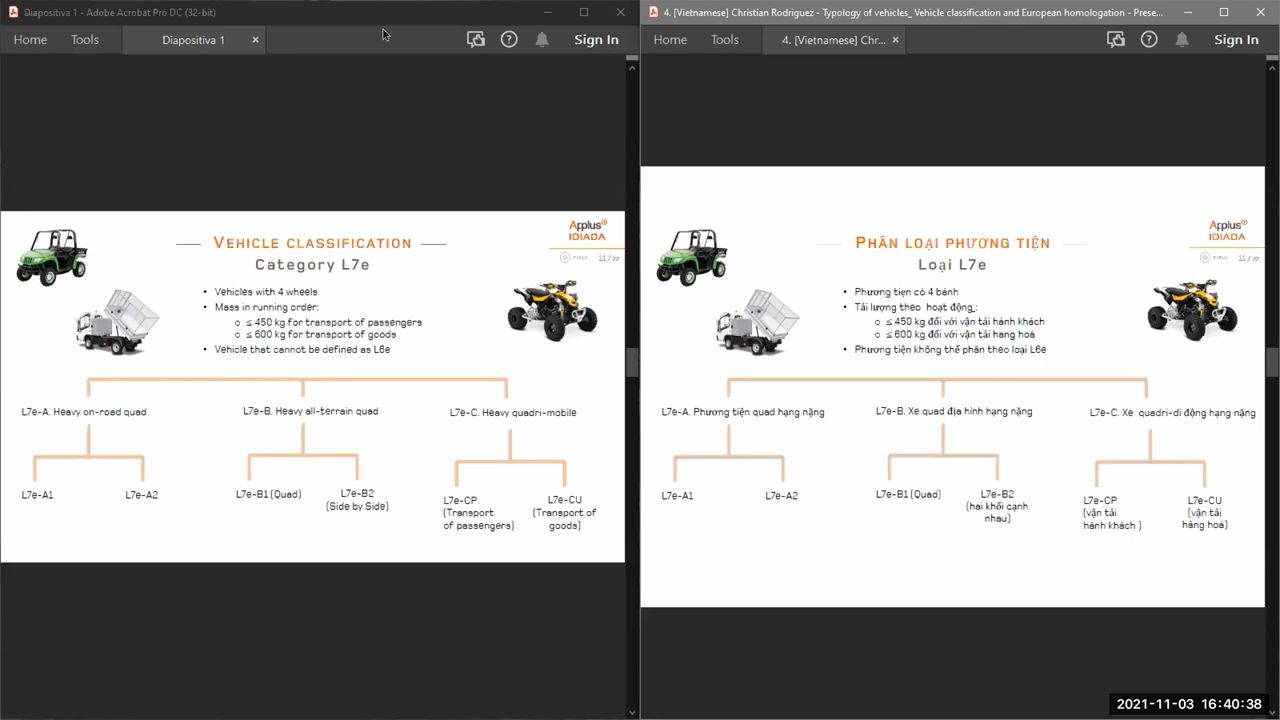 Diapositiva 1 - Adobe Acrobat Pro DC (32-bit)
Home Tools Diapositiva 1 Sign In
Applus
IDIADA
VEHICLE CLASSIFICATION
Category L7e
11/
• Vehicles with 4 wheels
• Mass in running order:
o ≤ 450 kg for transport of passengers
o ≤ 600 kg for transport of goods
• Vehicle that cannot be defined as L6e
L7e-A. Heavy on-road quad
L7e-B. Heavy all-terrain quad
L7e-C. Heavy quadri-mobile
L7e-A1
L7e-A2
L7e-B1 (Quad)
L7e-B2
(Side by Side)
L7e-CP
(Transport
of passengers)
L7e-CU
(Transport of
goods)
4. [Vietnamese] Christian Rodriguez - Typology of vehicles_ Vehicle classification and European homologation - Prese...
Home Tools 4. [Vietnamese] Chr... Sign In
Applus
IDIADA
PHÂN LOẠI PHƯƠNG TIỆN
Loại L7e
11/
• Phương tiẹn có 4 bánh
• Tải lượng theo hoạt động :
o ≤ 450 kg đối với vận tải hành khách
o ≤ 600 kg đối với vận tải hang hoá
• Phương tiện không thể phân theo loại L6e
L7e-A. Phương tiện quad hạng nặng
L7e-B. Xe quad địa hình hạng nặng
L7e-C. Xe quadri-di động hạng nặng
L7e-A1
L7e-A2
L7e-B1 (Quad)
L7e-B2
(hai khối cạnh
nhau)
L7e-CP
(vận tải
hành khách )
L7e-CU
(vận tải
hàng hoá)
2021-11-03 16:40:38